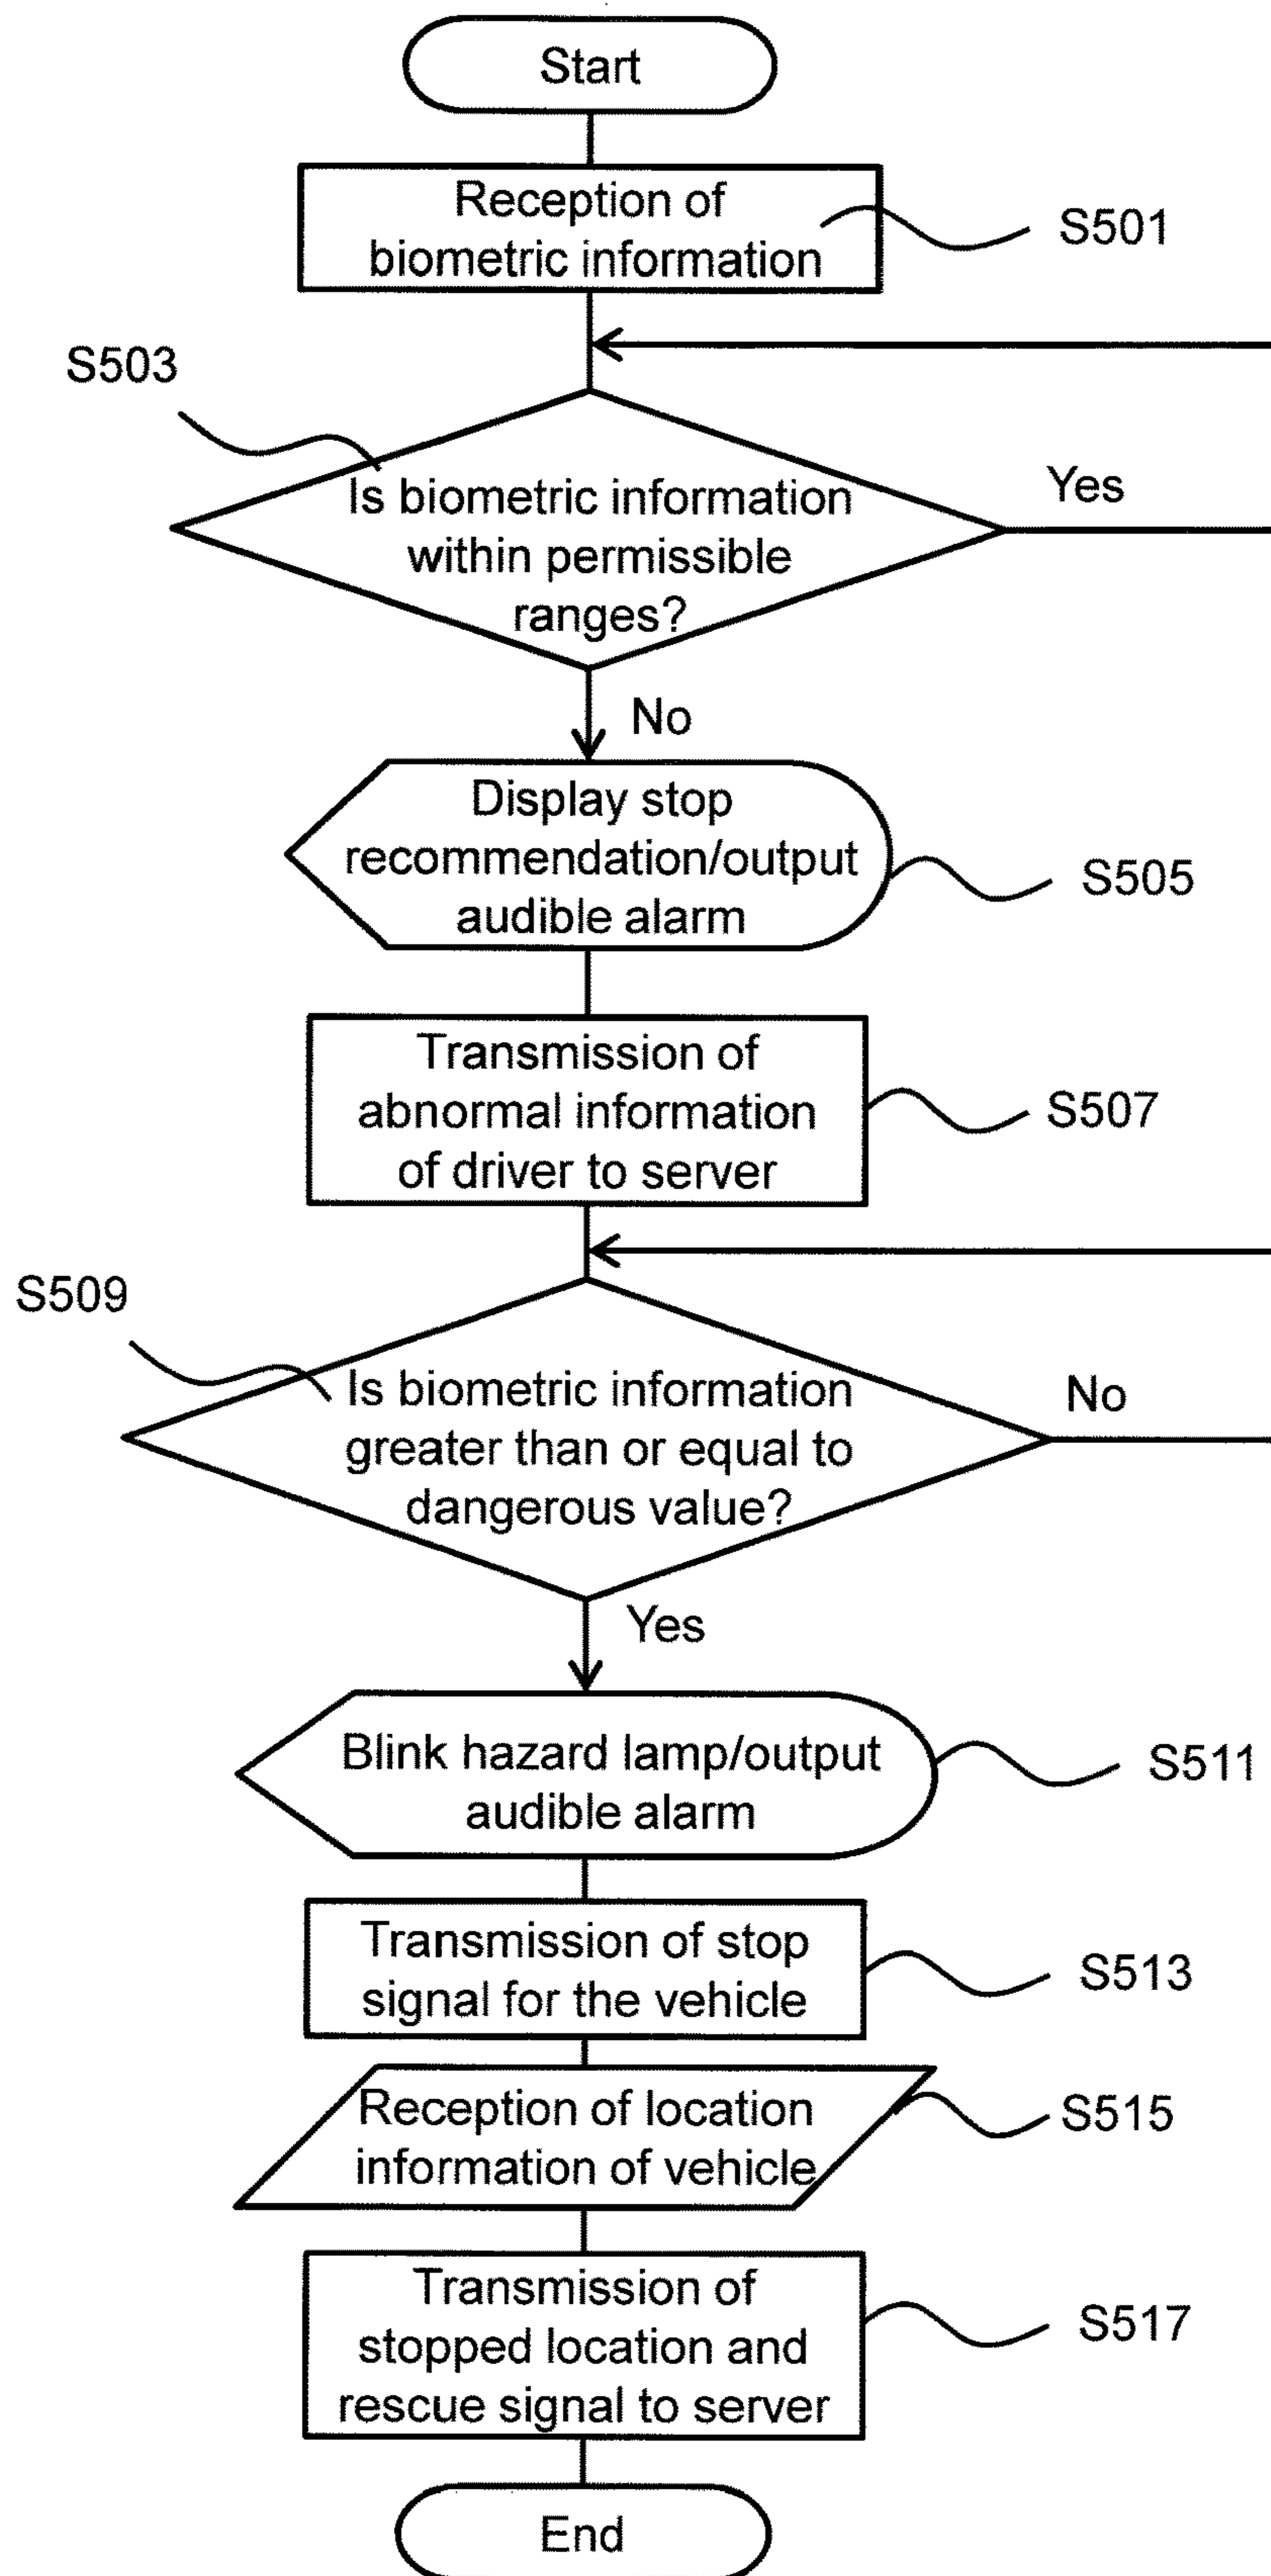 Start
Reception of
biometric information
S501
S503
Is biometric information
within permissible
ranges?
Yes
No
Display stop
recommendation/output
audible alarm
S505
Transmission of
abnormal information
of driver to server
S507
S509
Is biometric information
greater than or equal to
dangerous value?
No
Yes
Blink hazard lamp/output
audible alarm
S511
Transmission of stop
signal for the vehicle
S513
Reception of location
information of vehicle
S515
Transmission of
stopped location and
rescue signal to server
S517
End